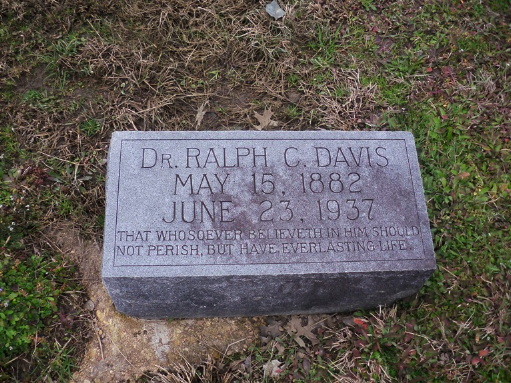 DR. RALPH C. DAVIS
MAY 15, 1882
JUNE 23, 1937
THAT WHOSOEVER BELIEVETH IN HIM, SHOULD
NOT PERISH, BUT HAVE EVERLASTING LIFE.